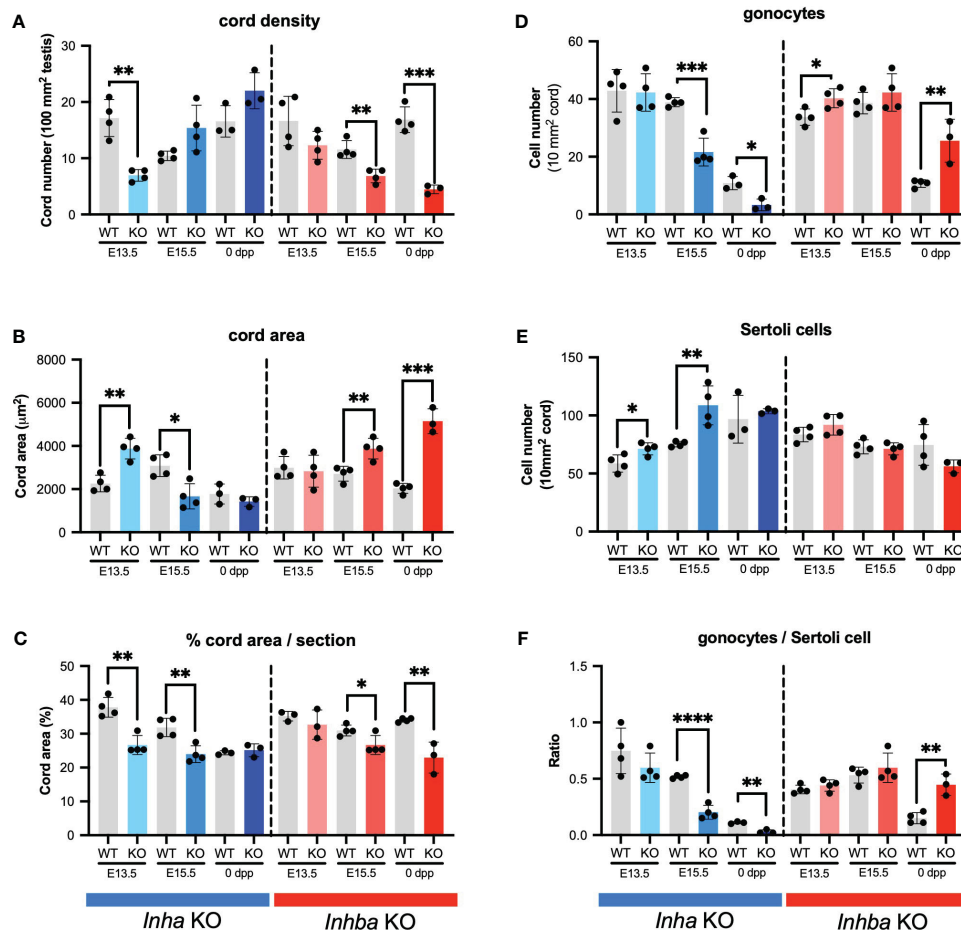 A
cord density
Cord number (100 mm² testis)
30
20
10
0
** ** ***
WT KO WT KO WT KO WT KO WT KO WT KO
E13.5 E15.5 0 dpp E13.5 E15.5 0 dpp
B
cord area
Cord area (μm²)
8000
6000
4000
2000
0
** * ** ***
WT KO WT KO WT KO WT KO WT KO WT KO
E13.5 E15.5 0 dpp E13.5 E15.5 0 dpp
C
% cord area / section
Cord area (%)
50
40
30
20
10
0
** ** * **
WT KO WT KO WT KO WT KO WT KO WT KO
E13.5 E15.5 0 dpp E13.5 E15.5 0 dpp
Inha KO Inhba KO
D
gonocytes
Cell number
(10 mm² cord)
60
40
20
0
*** * * **
WT KO WT KO WT KO WT KO WT KO WT KO
E13.5 E15.5 0 dpp E13.5 E15.5 0 dpp
E
Sertoli cells
Cell number
(10mm² cord)
150
100
50
0
* **
WT KO WT KO WT KO WT KO WT KO WT KO
E13.5 E15.5 0 dpp E13.5 E15.5 0 dpp
F
gonocytes / Sertoli cell
Ratio
1.5
1.0
0.5
0.0
**** ** **
WT KO WT KO WT KO WT KO WT KO WT KO
E13.5 E15.5 0 dpp E13.5 E15.5 0 dpp
Inha KO Inhba KO